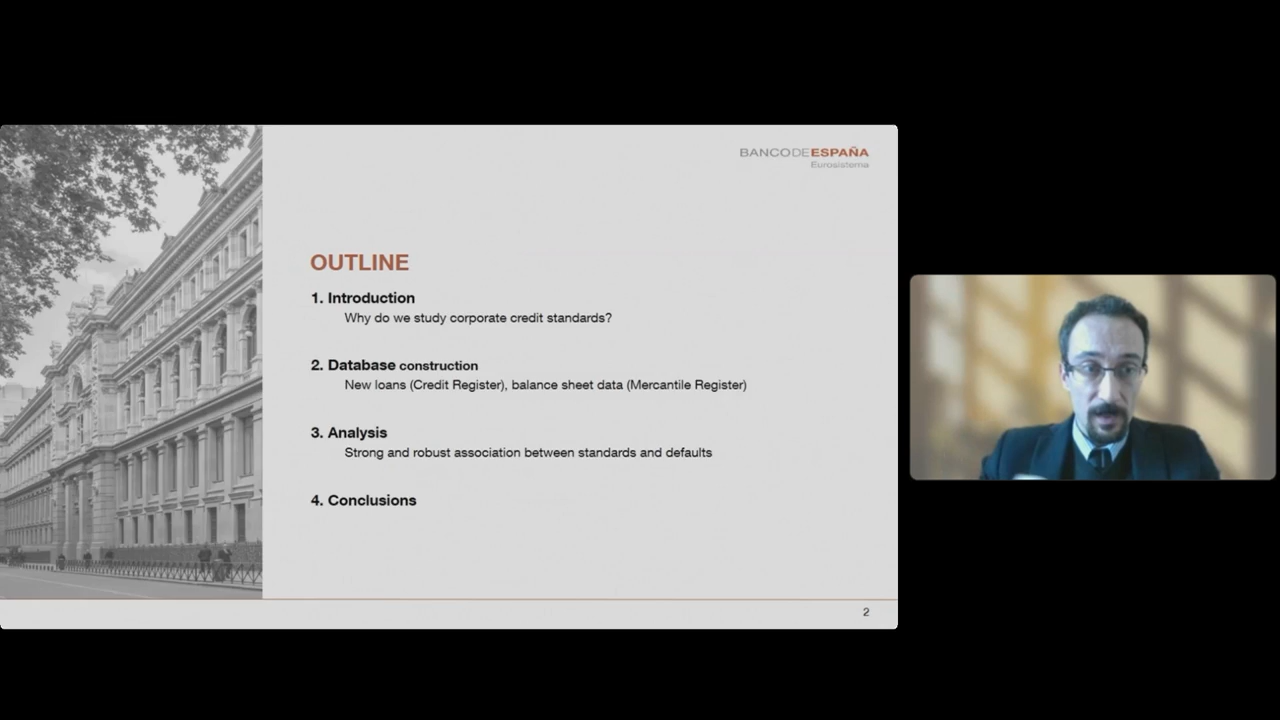 BANCODEESPAÑA
Eurosistema
OUTLINE
1. Introduction
Why do we study corporate credit standards?
2. Database construction
New loans (Credit Register), balance sheet data (Mercantile Register)
3. Analysis
Strong and robust association between standards and defaults
4. Conclusions
2